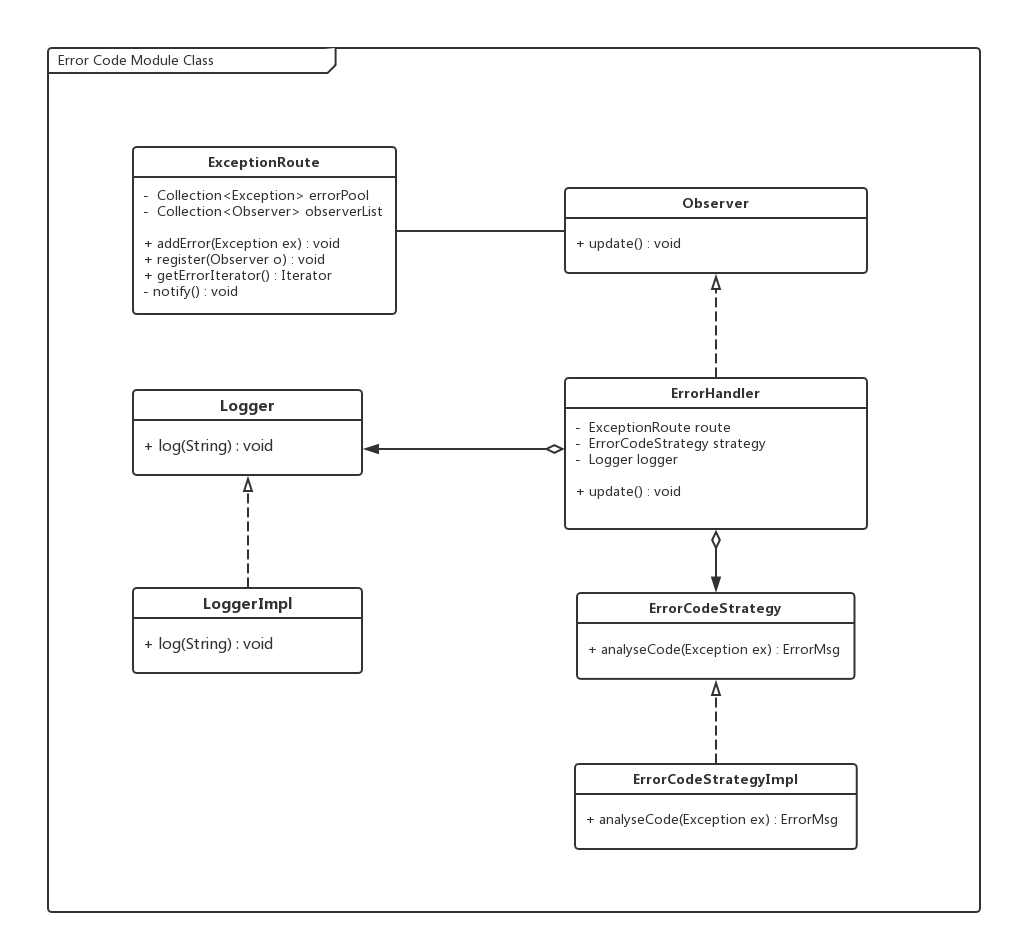 Error Code Module Class
ExceptionRoute
- Collection<Exception> errorPool
- Collection<Observer> observerList
+ addError(Exception ex) : void
+ register(Observer o) : void
+ getErrorIterator() : Iterator
- notify() : void
Observer
+ update() : void
Logger
+ log(String) : void
ErrorHandler
- ExceptionRoute route
- ErrorCodeStrategy strategy
- Logger logger
+ update() : void
LoggerImpl
+ log(String) : void
ErrorCodeStrategy
+ analyseCode(Exception ex) : ErrorMsg
ErrorCodeStrategyImpl
+ analyseCode(Exception ex) : ErrorMsg